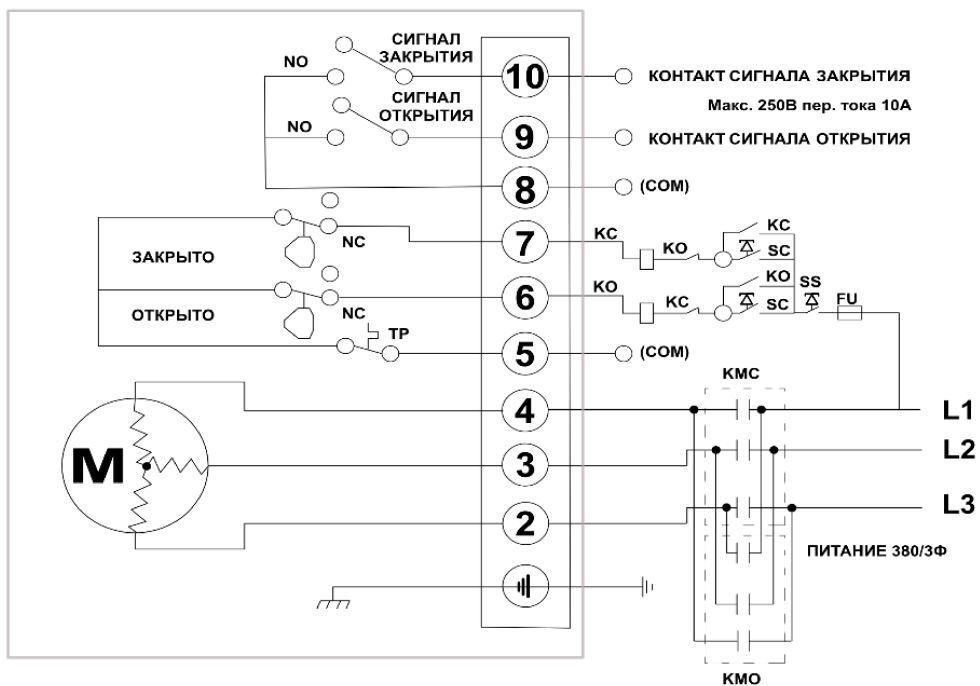 СИГНАЛ
ЗАКРЫТИЯ
NO
10
КОНТАКТ СИГНАЛА ЗАКРЫТИЯ
СИГНАЛ
ОТКРЫТИЯ
Макс. 250В пер. тока 10А
NO
9
КОНТАКТ СИГНАЛА ОТКРЫТИЯ
8
(COM)
ЗАКРЫТО
NC
7
KC
KO
KC
SC
ОТКРЫТО
NC
6
KO
KC
KO
SC
SS
FU
TP
5
(COM)
KMC
4
L1
M
3
L2
2
L3
ПИТАНИЕ 380/3Ф
KMO